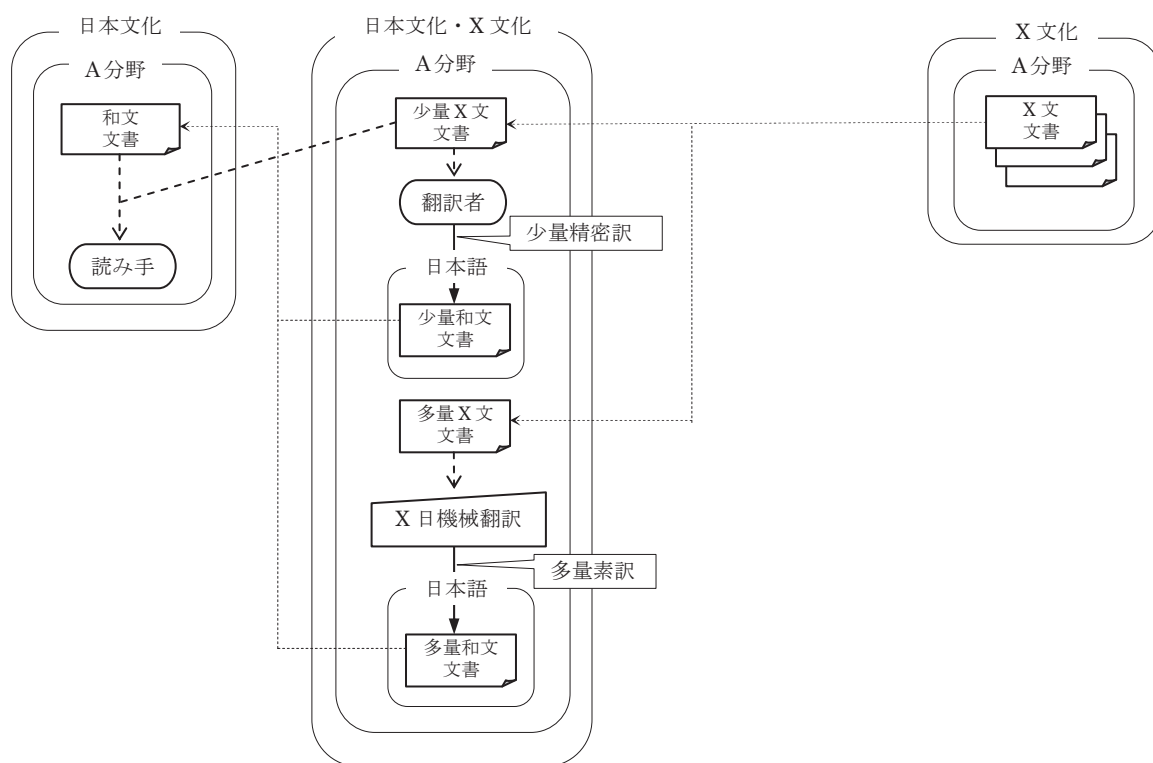 日本文化
A分野
和文
文書
読み手
日本文化・X文化
A分野
少量X文
文書
翻訳者
少量精密訳
日本語
少量和文
文書
多量X文
文書
X日機械翻訳
多量素訳
日本語
多量和文
文書
X文化
A分野
X文
文書